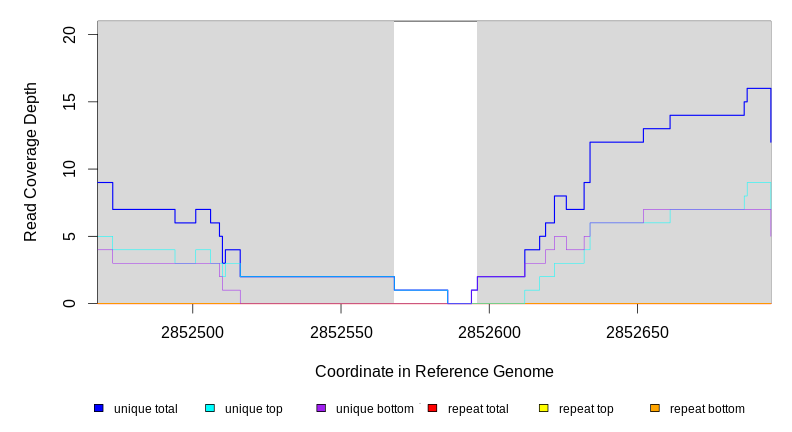 Read Coverage Depth
20
15
10
5
0
2852500 2852550 2852600 2852650
Coordinate in Reference Genome
unique total unique top unique bottom repeat total repeat top repeat bottom